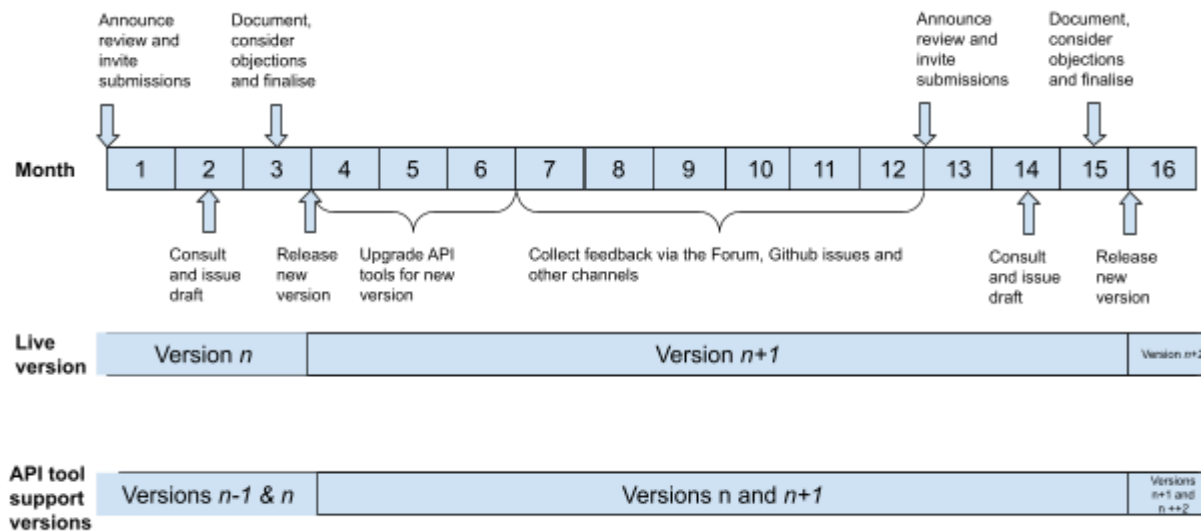 Announce
review and
invite
submissions
Document,
consider
objections
and finalise
Announce
review and
invite
submissions
Document,
consider
objections
and finalise
Month 1 2 3 4 5 6 7 8 9 10 11 12 13 14 15 16
Consult
and issue
draft
Release
new
version
Upgrade API
tools for new
version
Collect feedback via the Forum, Github issues and
other channels
Consult
and issue
draft
Release
new
version
Live
version
Version n
Version n+1
Version n+2
API tool
support
versions
Versions n-1 & n
Versions n and n+1
Versions
n+1 and
n ++2